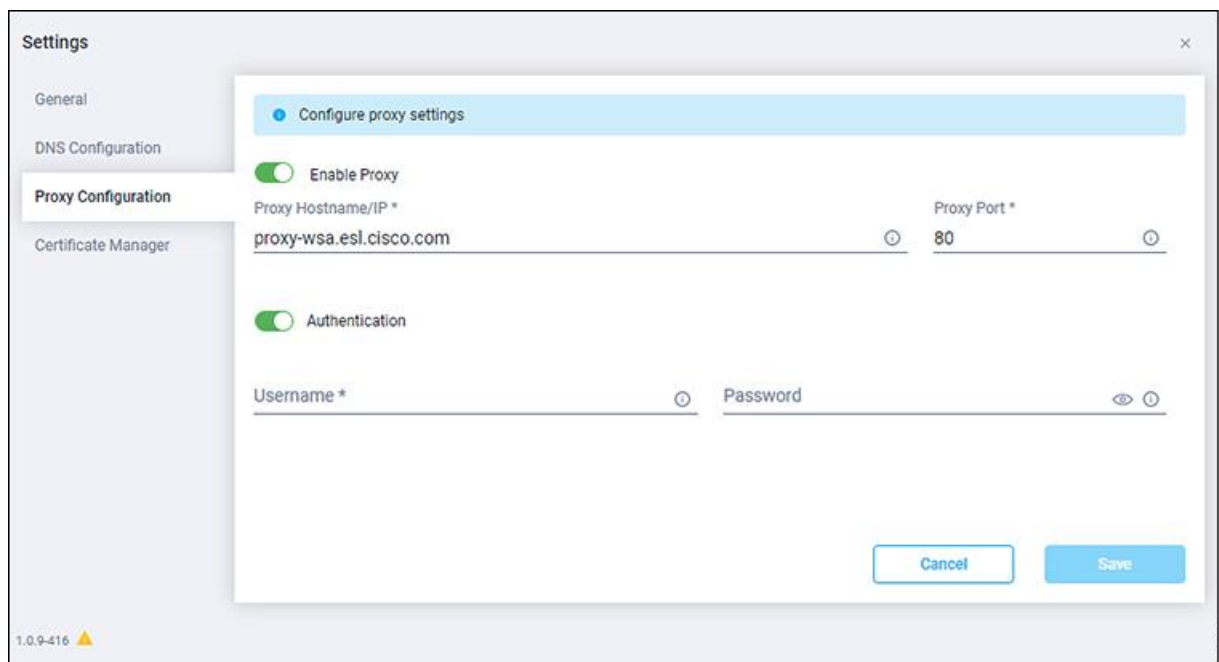 Settings
×
General
DNS Configuration
Proxy Configuration
Certificate Manager
Configure proxy settings
Enable Proxy
Proxy Hostname/IP *
Proxy Port *
proxy-wsa.esl.cisco.com
80
Authentication
Username *
Password
Cancel
Save
1.0.9-416